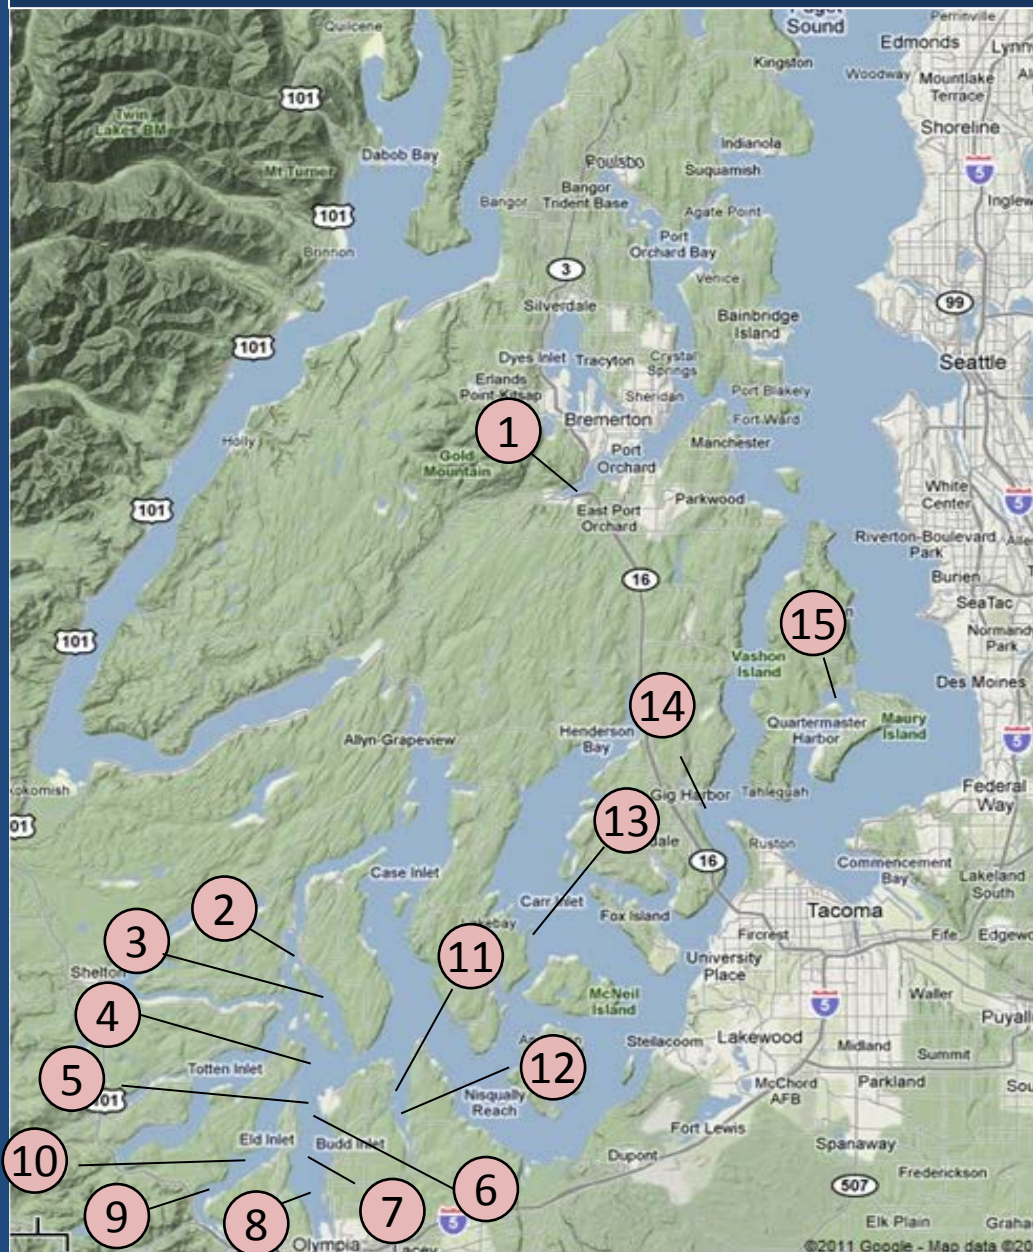 Puget
Sound
Perrinville
Quilcene
Edmonds
Kingston
Woodway
Mountlake
Terrace
101
Twin
Lakes BM
Shoreline
Indianola
Dabob Bay
Poulsbo
5
Mt Turner
Suquamish
Bangor
Trident Base
Bangor
Agate Point
101
Port
Orchard Bay
Brinnon
3
Venice
Silverdale
99
Bainbridge
Island
101
Dyes Inlet
Tracyton
Crystal
Springs
Seattle
Erlands
Point-Kitsap
Sheridan
Port Blakely
1
Bremerton
Fort Ward
Holly
Gold
Mountain
Port
Orchard
Manchester
101
White
Center
5
Parkwood
East Port
Orchard
Riverton-Boulevard
Park
16
Burien
SeaTac
15
101
Normandy
Park
Vashon
Island
Des Moines
14
Quartermaster
Harbor
Maury
Island
Henderson
Bay
Allyn-Grapeview
5
Gig Harbor
Tahlequah
Federal
Way
13
Ruston
16
Case Inlet
Commencement
Bay
Lakeland
South
2
Carr Inlet
Fox Island
Tacoma
3
11
Fircrest
Fife
Shelton
University
Place
McNeil
Island
5
Waller
4
Steilacoom
Lakewood
Midland
Summit
Totten Inlet
12
5
McChord
AFB
Parkland
Nisqually
Reach
Fort Lewis
Eld Inlet
Budd Inlet
Spanaway
Dupont
10
Frederickson
507
9
8
7
6
5
Elk Plain
Olympia
Lacey
©2011 Google - Map data ©20